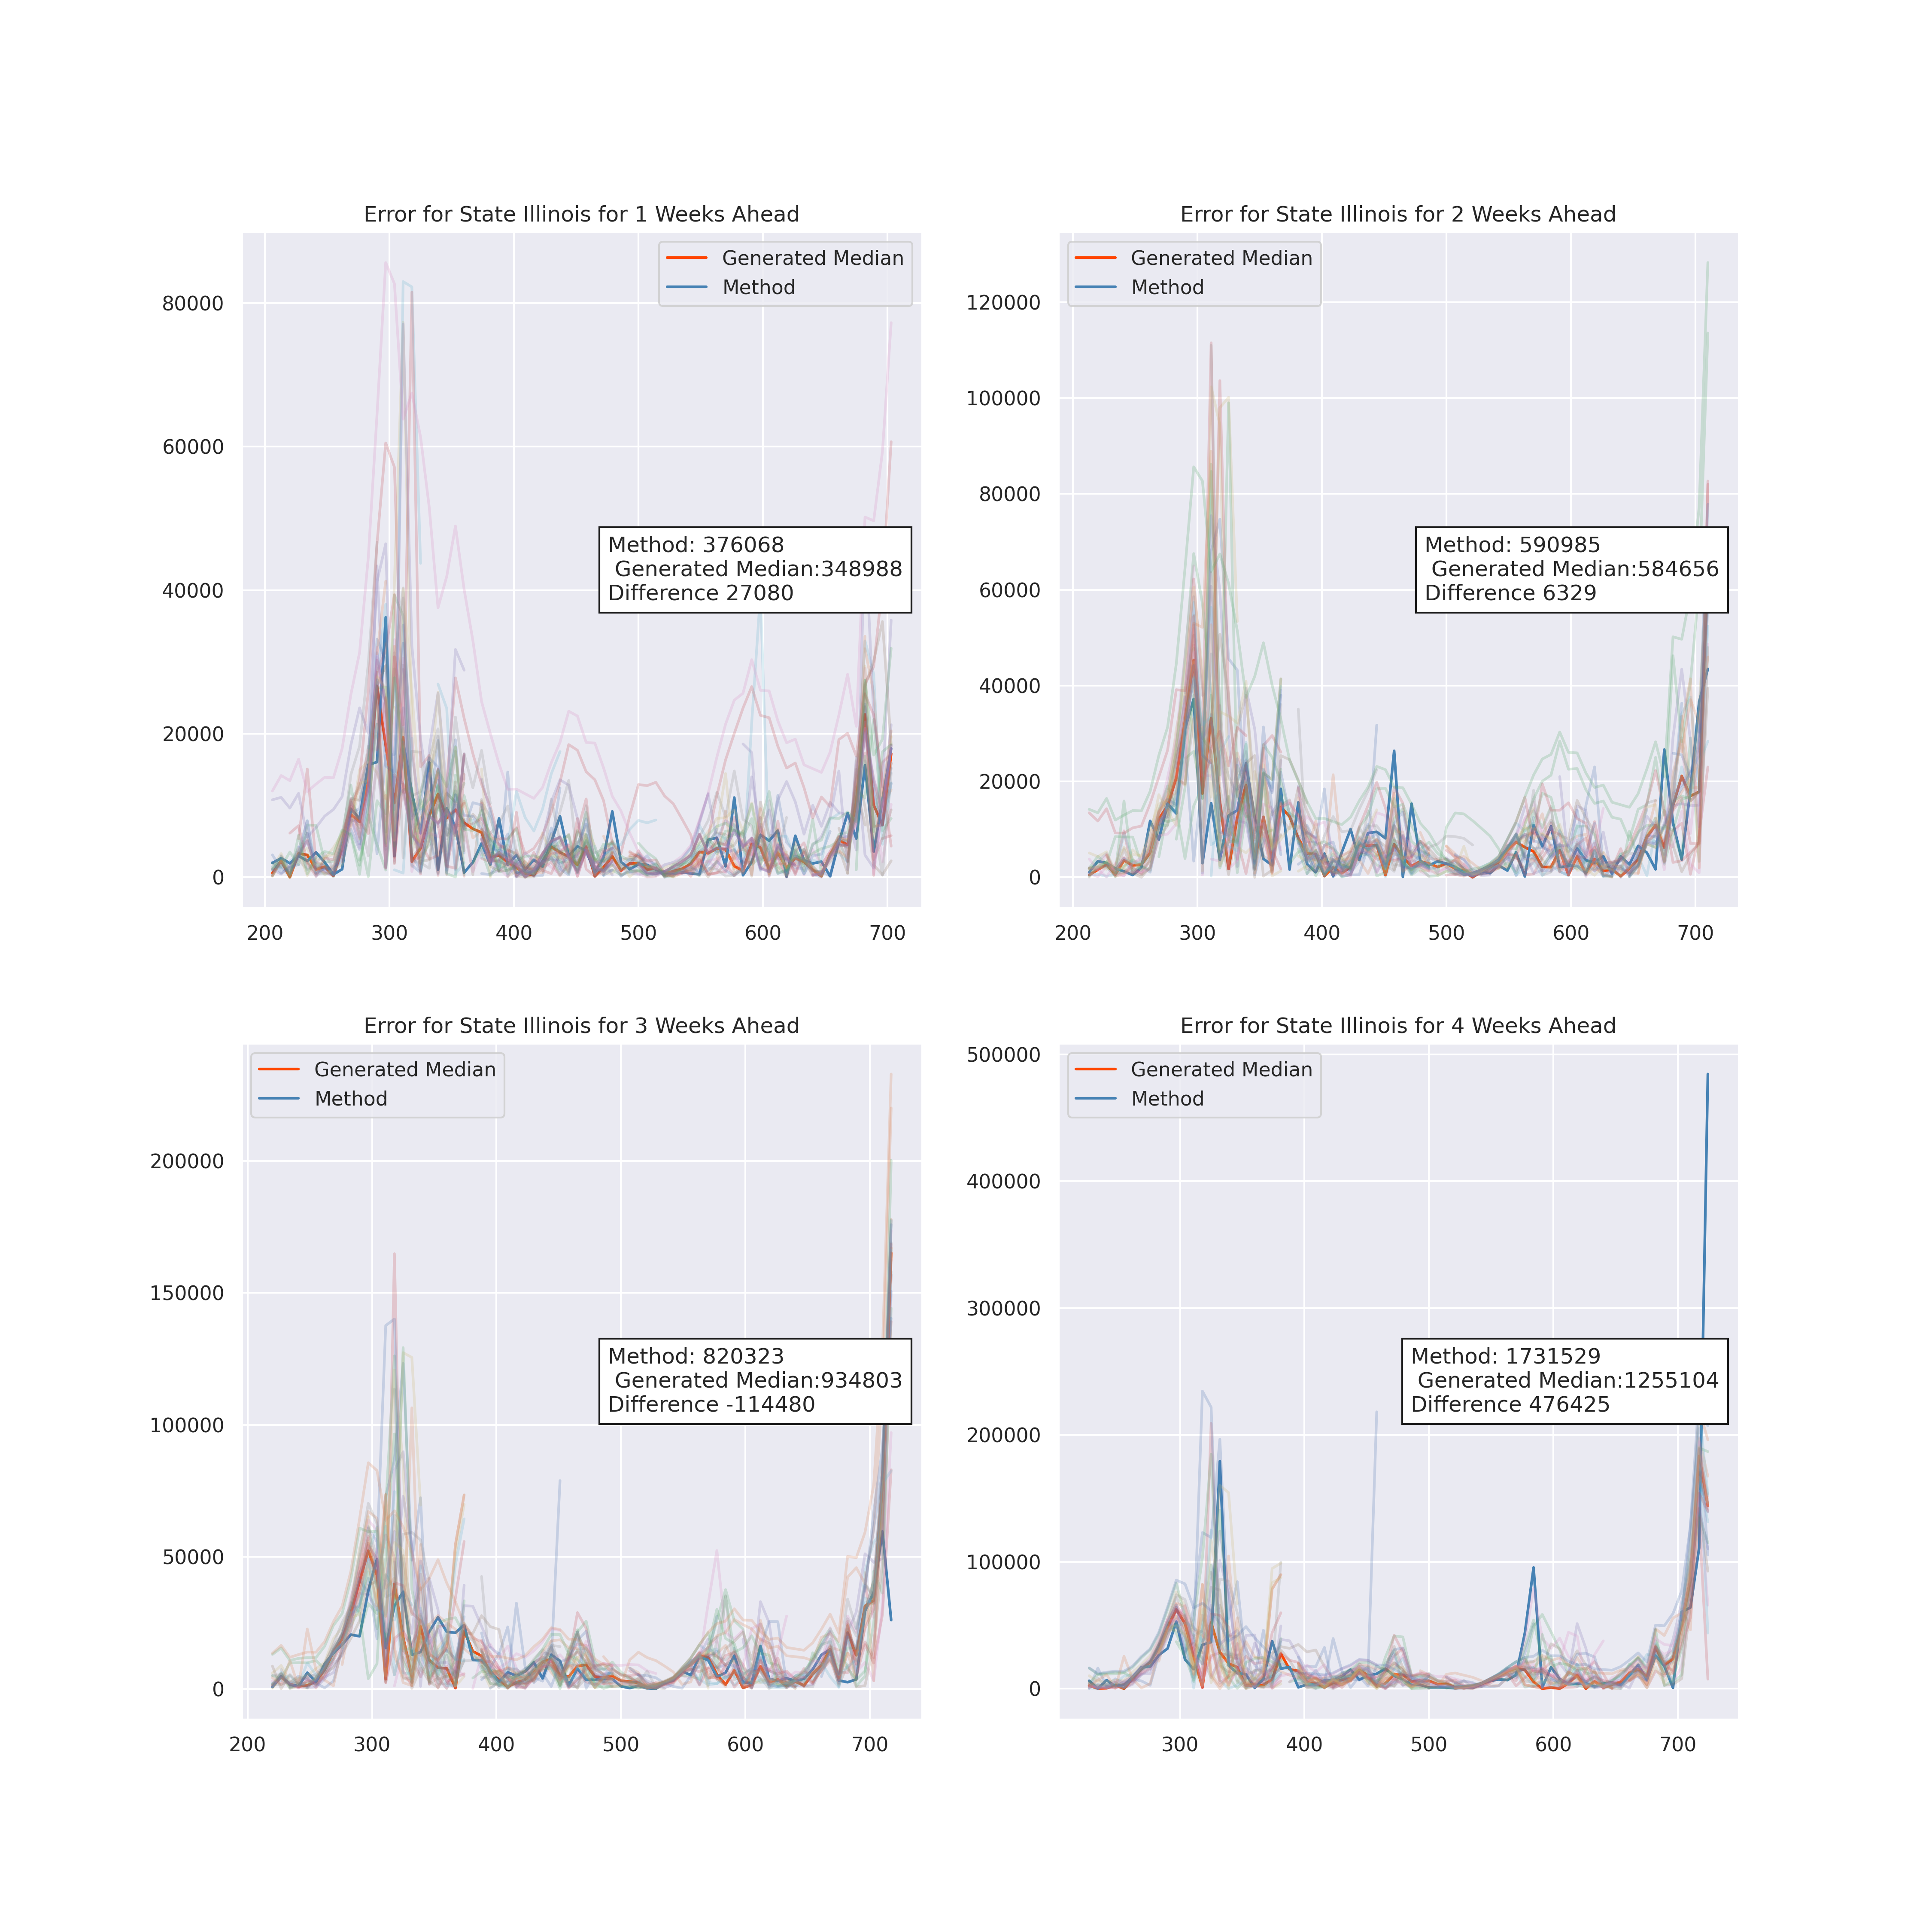 Error for State Illinois for 1 Weeks Ahead
Generated Median
Method
80000
60000
40000
20000
0
Method: 376068
Generated Median:348988
Difference 27080
200 300 400 500 600 700
Error for State Illinois for 2 Weeks Ahead
Generated Median
Method
120000
100000
80000
60000
40000
20000
0
Method: 590985
Generated Median:584656
Difference 6329
200 300 400 500 600 700
Error for State Illinois for 3 Weeks Ahead
Generated Median
Method
200000
150000
100000
50000
0
Method: 820323
Generated Median:934803
Difference -114480
200 300 400 500 600 700
Error for State Illinois for 4 Weeks Ahead
Generated Median
Method
500000
400000
300000
200000
100000
0
Method: 1731529
Generated Median:1255104
Difference 476425
300 400 500 600 700